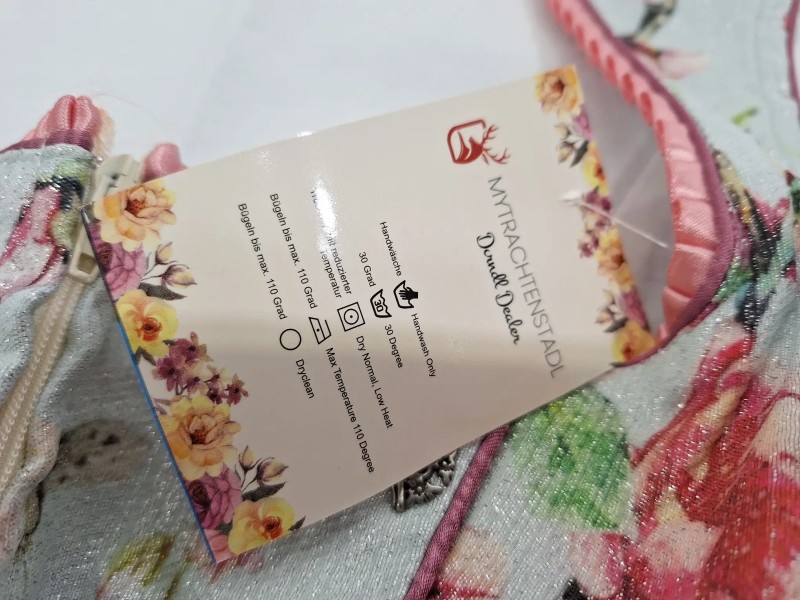 MYTRACHTENSTADL
Dirndl Dealer
Handwäsche Handwash Only
30 Grad 30 30 Degree
mit reduzierter Temperatur Dry Normal, Low Heat
Bügeln bis max. 110 Grad Max Temperature 110 Degree
Bügeln bis max. 110 Grad Dryclean